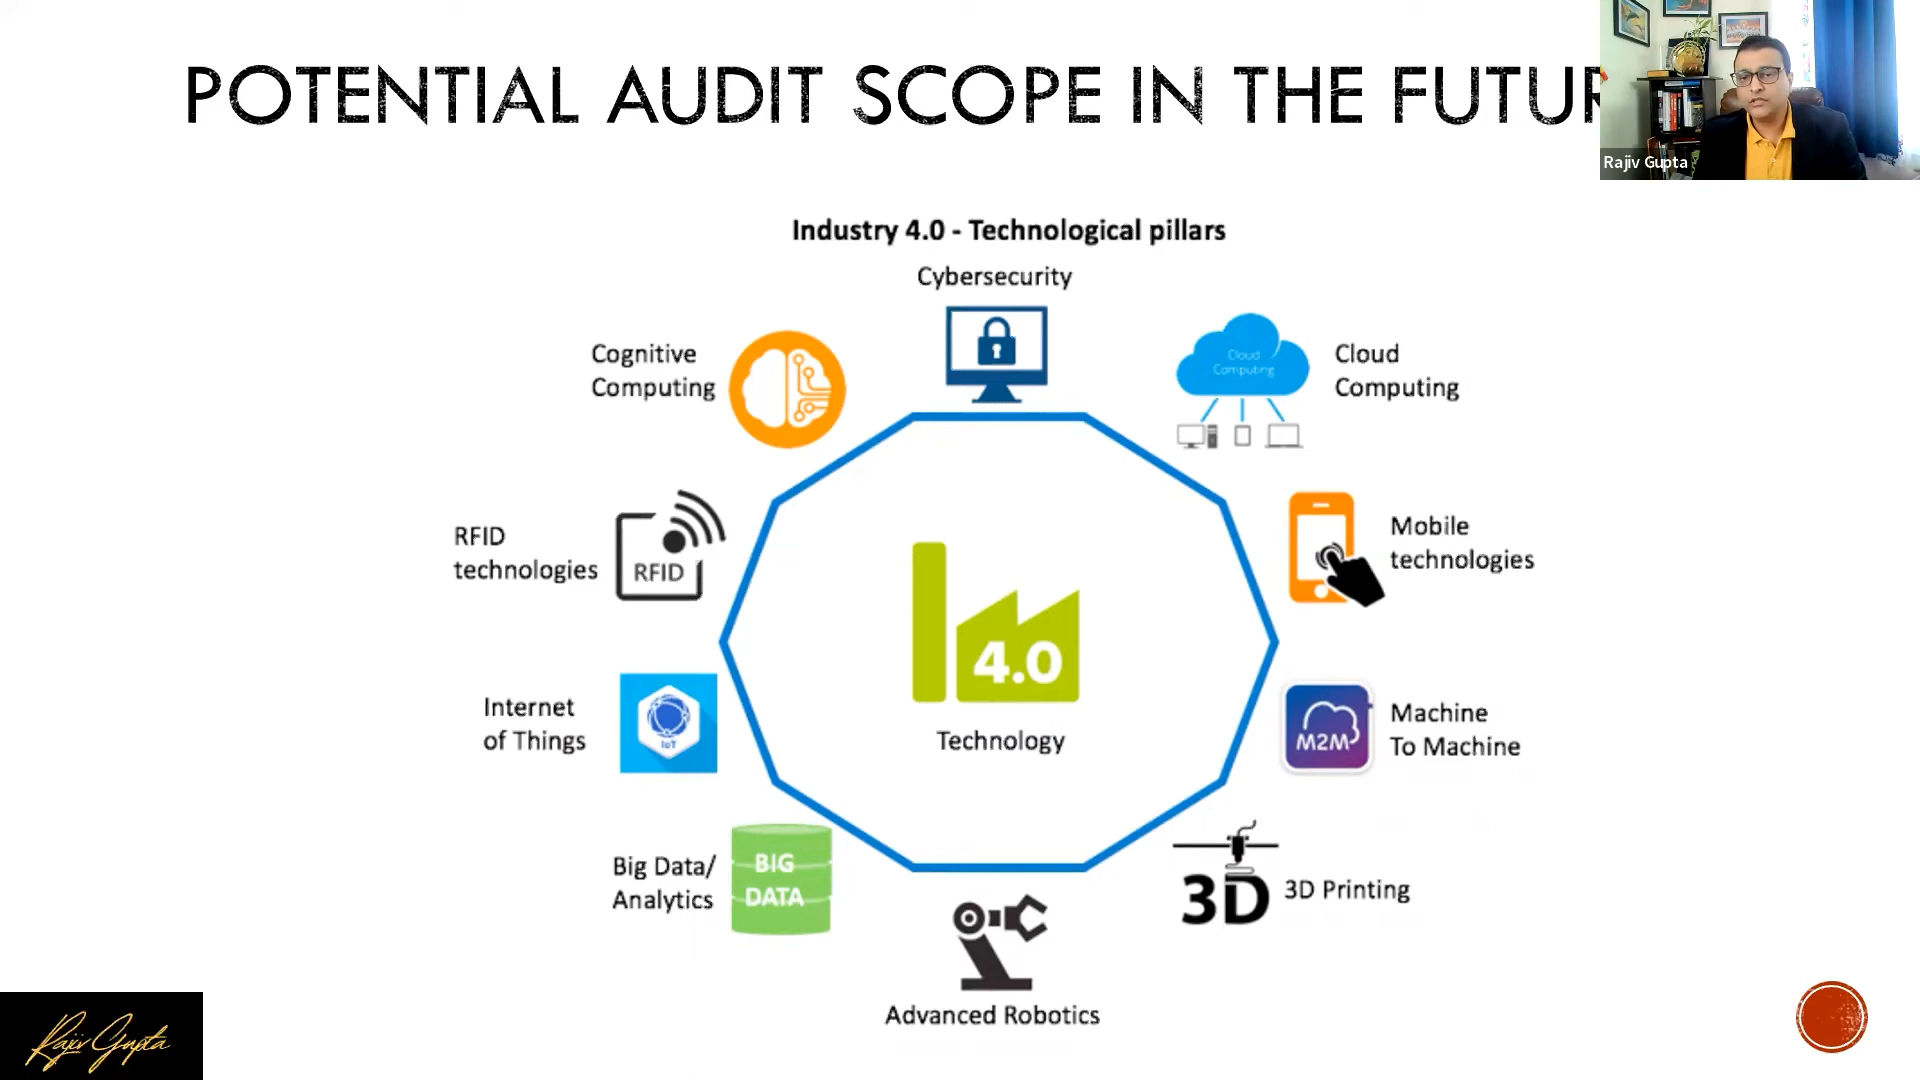 POTENTIAL AUDIT SCOPE IN THE FUTUR
Rajiv Gupta
Industry 4.0 - Technological pillars
Cybersecurity
Cognitive
Computing
Cloud
Computing
Cloud
Computing
RFID
technologies
RFID
Mobile
technologies
4.0
Technology
Internet
of Things
IoT
M2M
Machine
To Machine
Big Data/
Analytics
BIG
DATA
3D
3D Printing
Advanced Robotics
Rajiv Gupta